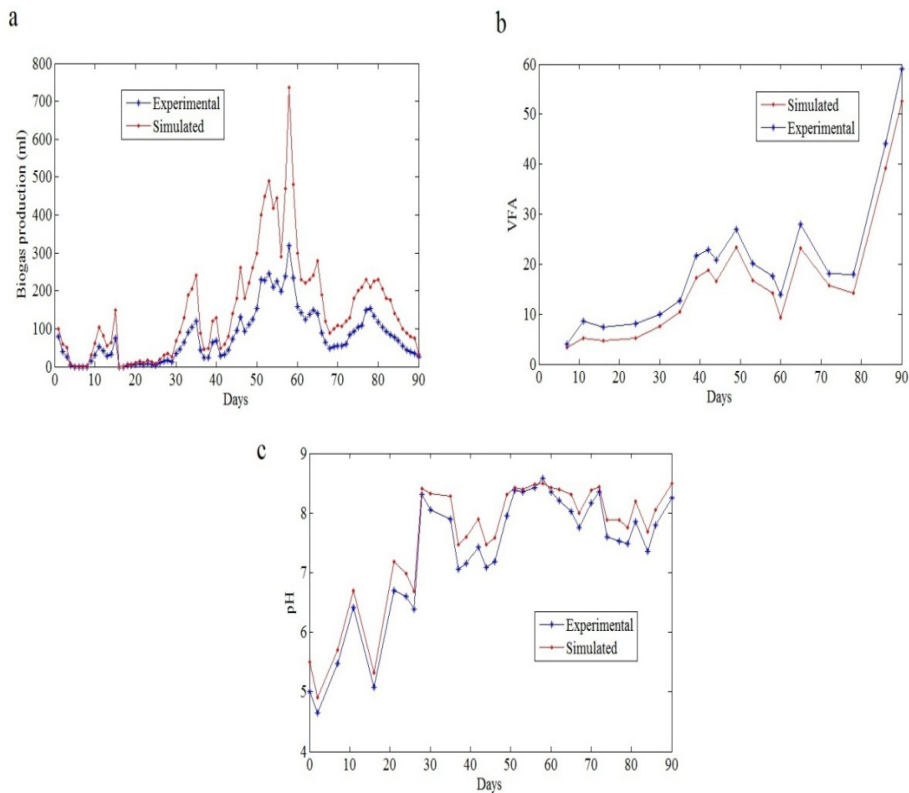 a
800
700
600
500
400
300
200
100
0
Biogas production (ml)
Experimental
Simulated
0 10 20 30 40 50 60 70 80 90
Days
b
60
50
40
30
20
10
0
VFA
Simulated
Experimental
0 10 20 30 40 50 60 70 80 90
Days
c
9
8
7
6
5
4
pH
Experimental
Simulated
0 10 20 30 40 50 60 70 80 90
Days